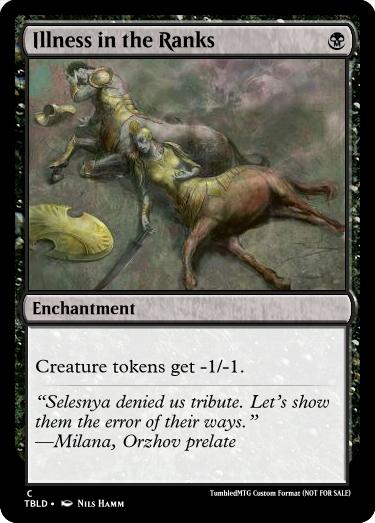 Illness in the Ranks
Enchantment
Creature tokens get -1/-1.
“Selesnya denied us tribute. Let’s show
them the error of their ways.”
—Milana, Orzhov prelate
C
TBLD • Nils Hamm
TumbledMTG Custom Format (NOT FOR SALE)